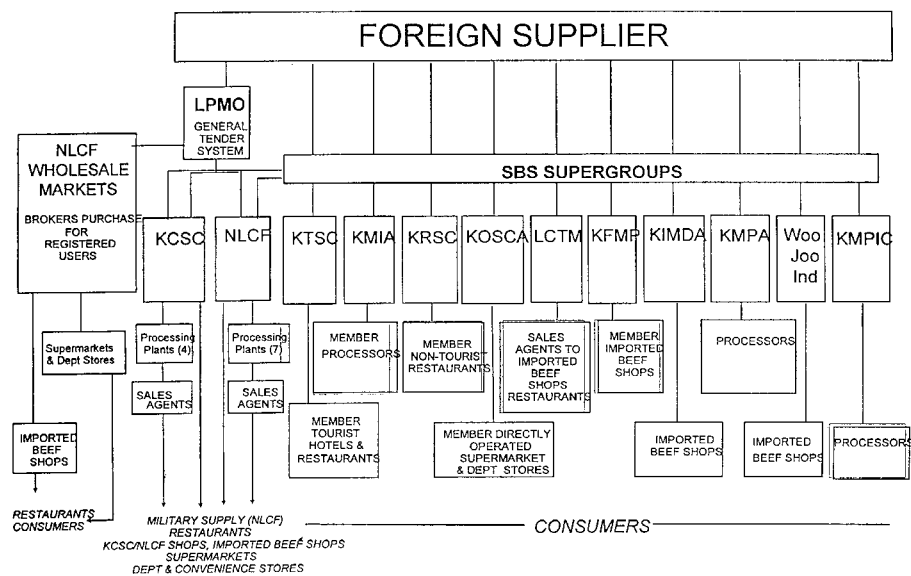 FOREIGN SUPPLIER
LPMO
GENERAL
TENDER
SYSTEM
NLCF
WHOLESALE
MARKETS
BROKERS PURCHASE
FOR
REGISTERED
USERS
SBS SUPERGROUPS
KCSC
NLCF
KTSC
KMIA
KRSC
KOSCA
LCTM
KFMP
KIMDA
KMPA
Woo
Joo
Ind
KMPIC
Supermarkets
& Dept Stores
Processing
Plants (4)
Processing
Plants (7)
MEMBER
PROCESSORS
MEMBER
NON-TOURIST
RESTAURANTS
SALES
AGENTS TO
IMPORTED
BEEF
SHOPS
RESTAURANTS
MEMBER
IMPORTED
BEEF
SHOPS
PROCESSORS
SALES
AGENTS
SALES
AGENTS
MEMBER
TOURIST
HOTELS &
RESTAURANTS
MEMBER DIRECTLY
OPERATED
SUPERMARKET
& DEPT STORES
IMPORTED
BEEF SHOPS
IMPORTED
BEEF SHOPS
PROCESSORS
IMPORTED
BEEF
SHOPS
RESTAURANTS
CONSUMERS
MILITARY SUPPLY (NLCF)
RESTAURANTS
KCSC/NLCF SHOPS, IMPORTED BEEF SHOPS
SUPERMARKETS
DEPT & CONVENIENCE STORES
CONSUMERS